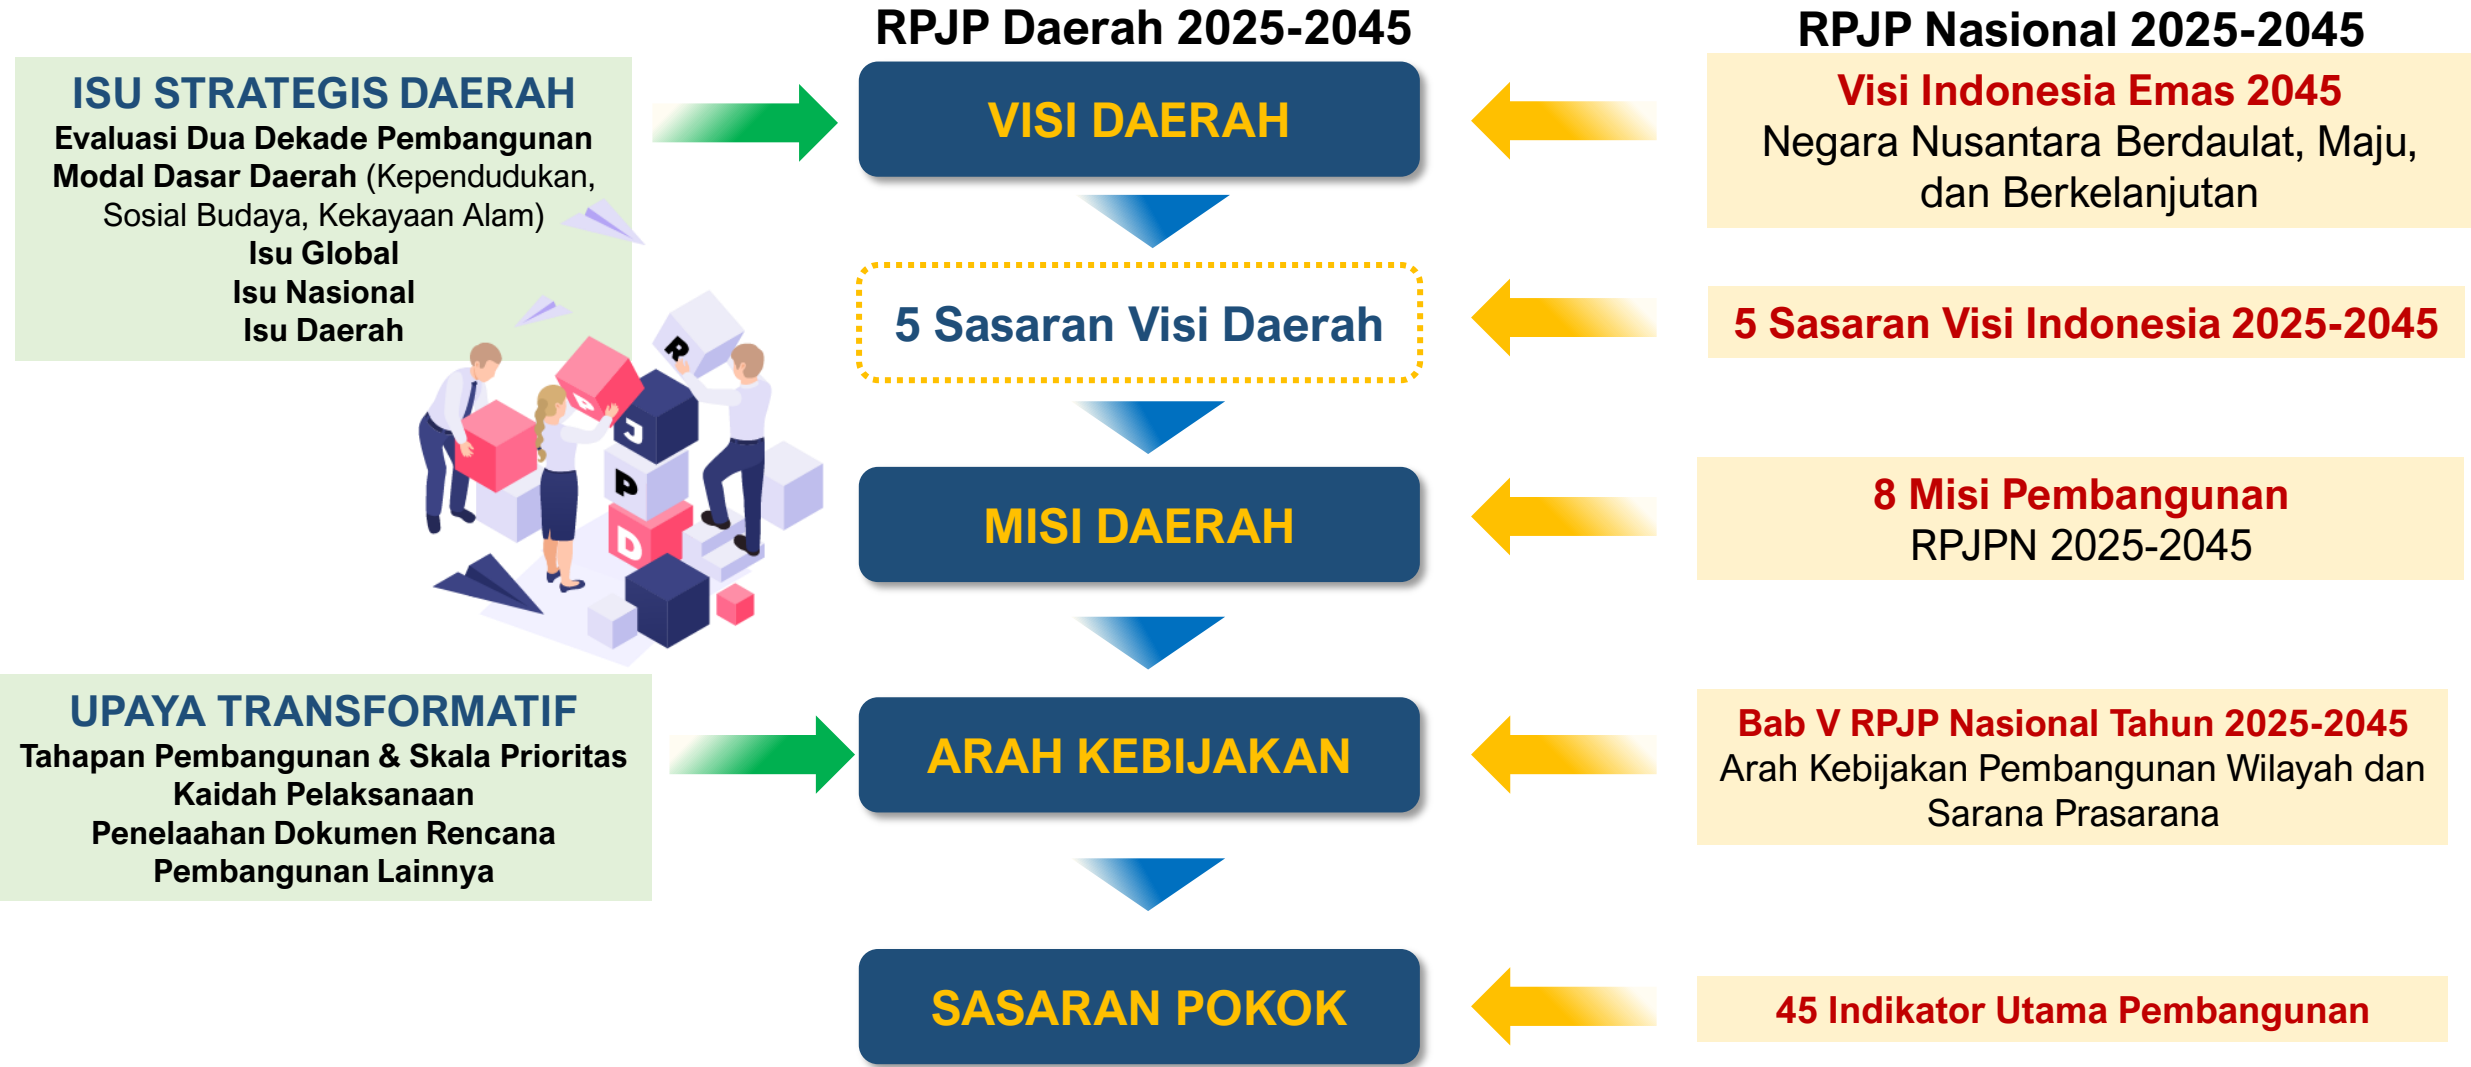 RPJP Daerah 2025-2045
RPJP Nasional 2025-2045
ISU STRATEGIS DAERAH
Evaluasi Dua Dekade Pembangunan
Modal Dasar Daerah (Kependudukan,
Sosial Budaya, Kekayaan Alam)
Isu Global
Isu Nasional
Isu Daerah
VISI DAERAH
Visi Indonesia Emas 2045
Negara Nusantara Berdaulat, Maju,
dan Berkelanjutan
5 Sasaran Visi Daerah
5 Sasaran Visi Indonesia 2025-2045
R
P
J
P
D
MISI DAERAH
8 Misi Pembangunan
RPJPN 2025-2045
UPAYA TRANSFORMATIF
Tahapan Pembangunan & Skala Prioritas
Kaidah Pelaksanaan
Penelaahan Dokumen Rencana
Pembangunan Lainnya
ARAH KEBIJAKAN
Bab V RPJP Nasional Tahun 2025-2045
Arah Kebijakan Pembangunan Wilayah dan
Sarana Prasarana
SASARAN POKOK
45 Indikator Utama Pembangunan